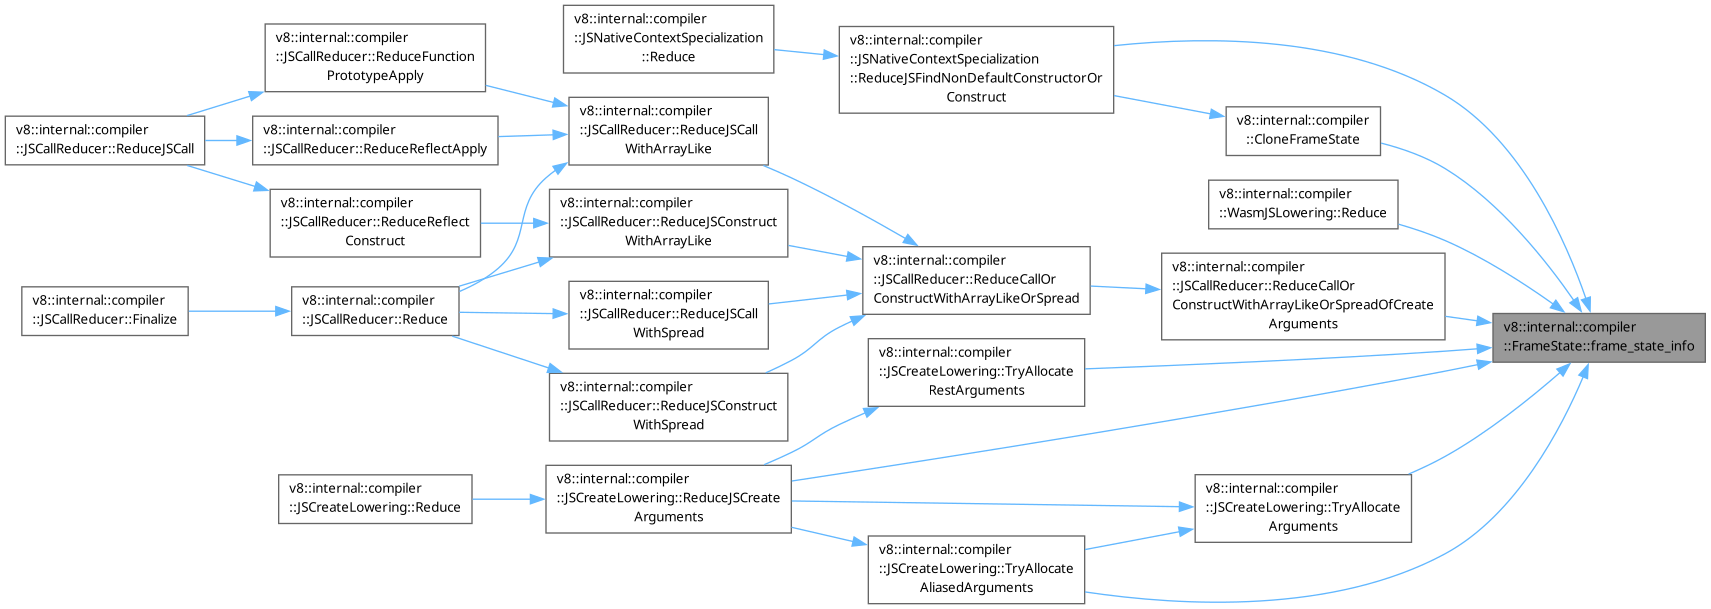 v8::internal::compiler
::JSCallReducer::ReduceJSCall
v8::internal::compiler
::JSCallReducer::ReduceFunction
PrototypeApply
v8::internal::compiler
::JSCallReducer::ReduceReflectApply
v8::internal::compiler
::JSCallReducer::ReduceReflect
Construct
v8::internal::compiler
::JSCallReducer::Finalize
v8::internal::compiler
::JSCallReducer::Reduce
v8::internal::compiler
::JSCreateLowering::Reduce
v8::internal::compiler
::JSNativeContextSpecialization
::Reduce
v8::internal::compiler
::JSCallReducer::ReduceJSCall
WithArrayLike
v8::internal::compiler
::JSCallReducer::ReduceJSConstruct
WithArrayLike
v8::internal::compiler
::JSCallReducer::ReduceJSCall
WithSpread
v8::internal::compiler
::JSCallReducer::ReduceJSConstruct
WithSpread
v8::internal::compiler
::JSCreateLowering::ReduceJSCreate
Arguments
v8::internal::compiler
::JSNativeContextSpecialization
::ReduceJSFindNonDefaultConstructorOr
Construct
v8::internal::compiler
::JSCallReducer::ReduceCallOr
ConstructWithArrayLikeOrSpread
v8::internal::compiler
::JSCreateLowering::TryAllocate
RestArguments
v8::internal::compiler
::JSCreateLowering::TryAllocate
AliasedArguments
v8::internal::compiler
::CloneFrameState
v8::internal::compiler
::WasmJSLowering::Reduce
v8::internal::compiler
::JSCallReducer::ReduceCallOr
ConstructWithArrayLikeOrSpreadOfCreate
Arguments
v8::internal::compiler
::JSCreateLowering::TryAllocate
Arguments
v8::internal::compiler
::FrameState::frame_state_info